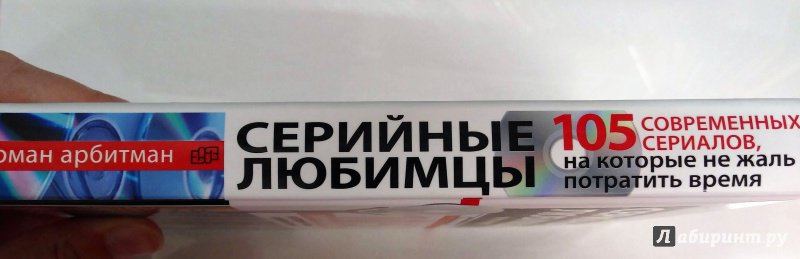 оман арбитман
СЕРИЙНЫЕ
ЛЮБИМЦЫ
105 СОВРЕМЕННЫХ
СЕРИАЛОВ,
на которые не жаль
потратить время
Лабиринт.ру